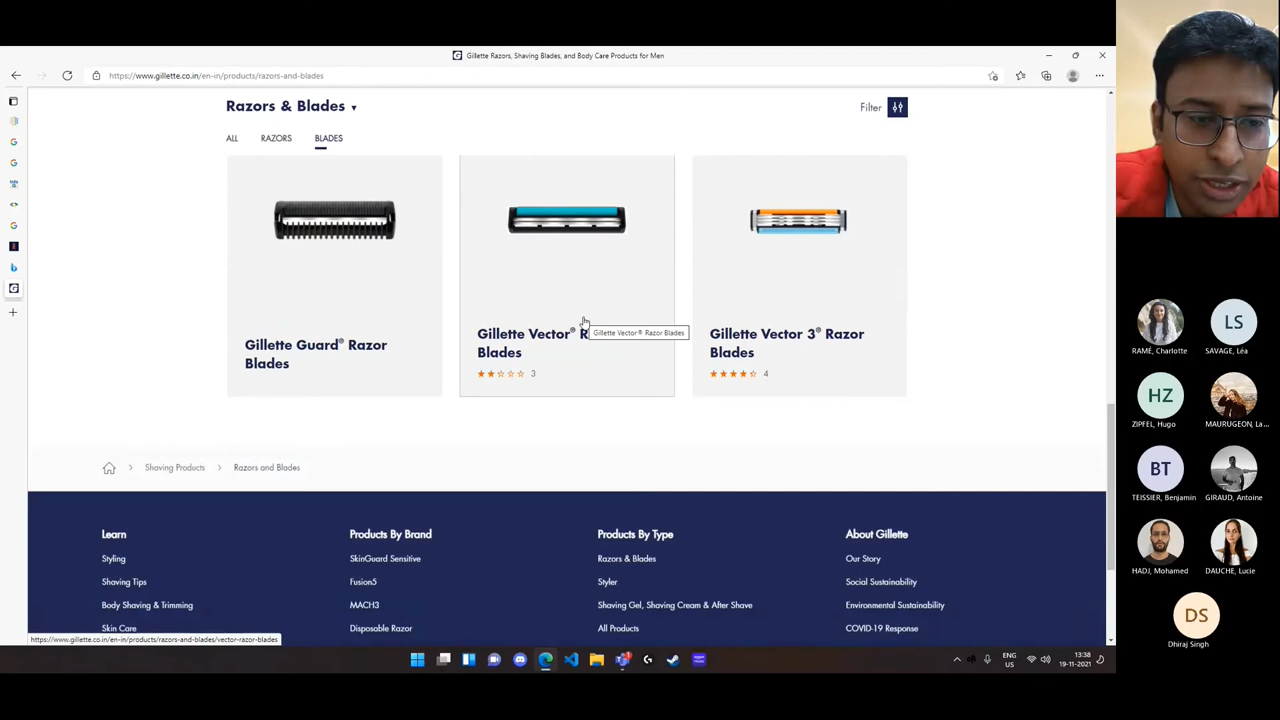 Gillette Razors, Shaving Blades, and Body Care Products for Men
https://www.gillette.co.in/en-in/products/razors-and-blades
Razors & Blades
Filter
ALL
RAZORS
BLADES
Gillette Guard® Razor
Blades
Gillette Vector® R
Blades
3
Gillette Vector® Razor Blades
Gillette Vector 3® Razor
Blades
4
Shaving Products
Razors and Blades
Learn
Styling
Shaving Tips
Body Shaving & Trimming
Skin Care
Products By Brand
SkinGuard Sensitive
Fusion5
MACH3
Disposable Razor
Products By Type
Razors & Blades
Styler
Shaving Gel, Shaving Cream & After Shave
All Products
About Gillette
Our Story
Social Sustainability
Environmental Sustainability
COVID-19 Response
https://www.gillette.co.in/en-in/products/razors-and-blades/vector-razor-blades
ENG
US
13:38
19-11-2021
RAMÉ, Charlotte
LS
SAVAGE, Léa
HZ
ZIPFEL, Hugo
MAURUGEON, La...
BT
TEISSIER, Benjamin
GIRAUD, Antoine
HADJ, Mohamed
DAUCHE, Lucie
DS
Dhiraj Singh